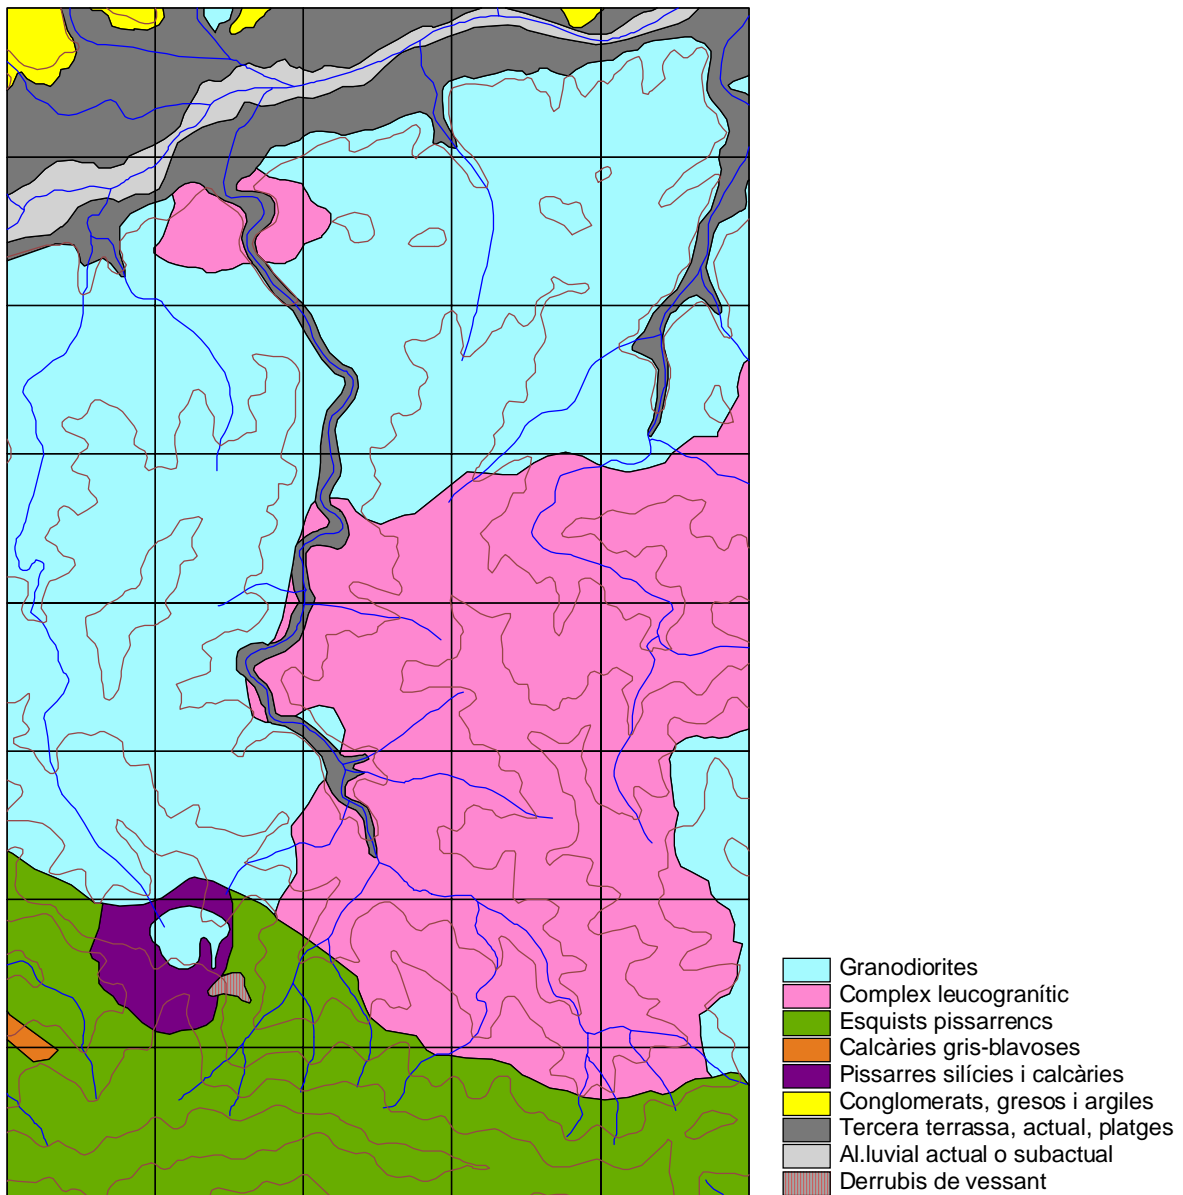 Granodiorites
Complex leucogranític
Esquists pissarrencs
Calcàries gris-blavoses
Pissarres silícies i calcàries
Conglomerats, gresos i argiles
Tercera terrassa, actual, platges
Al.luvial actual o subactual
Derrubis de vessant